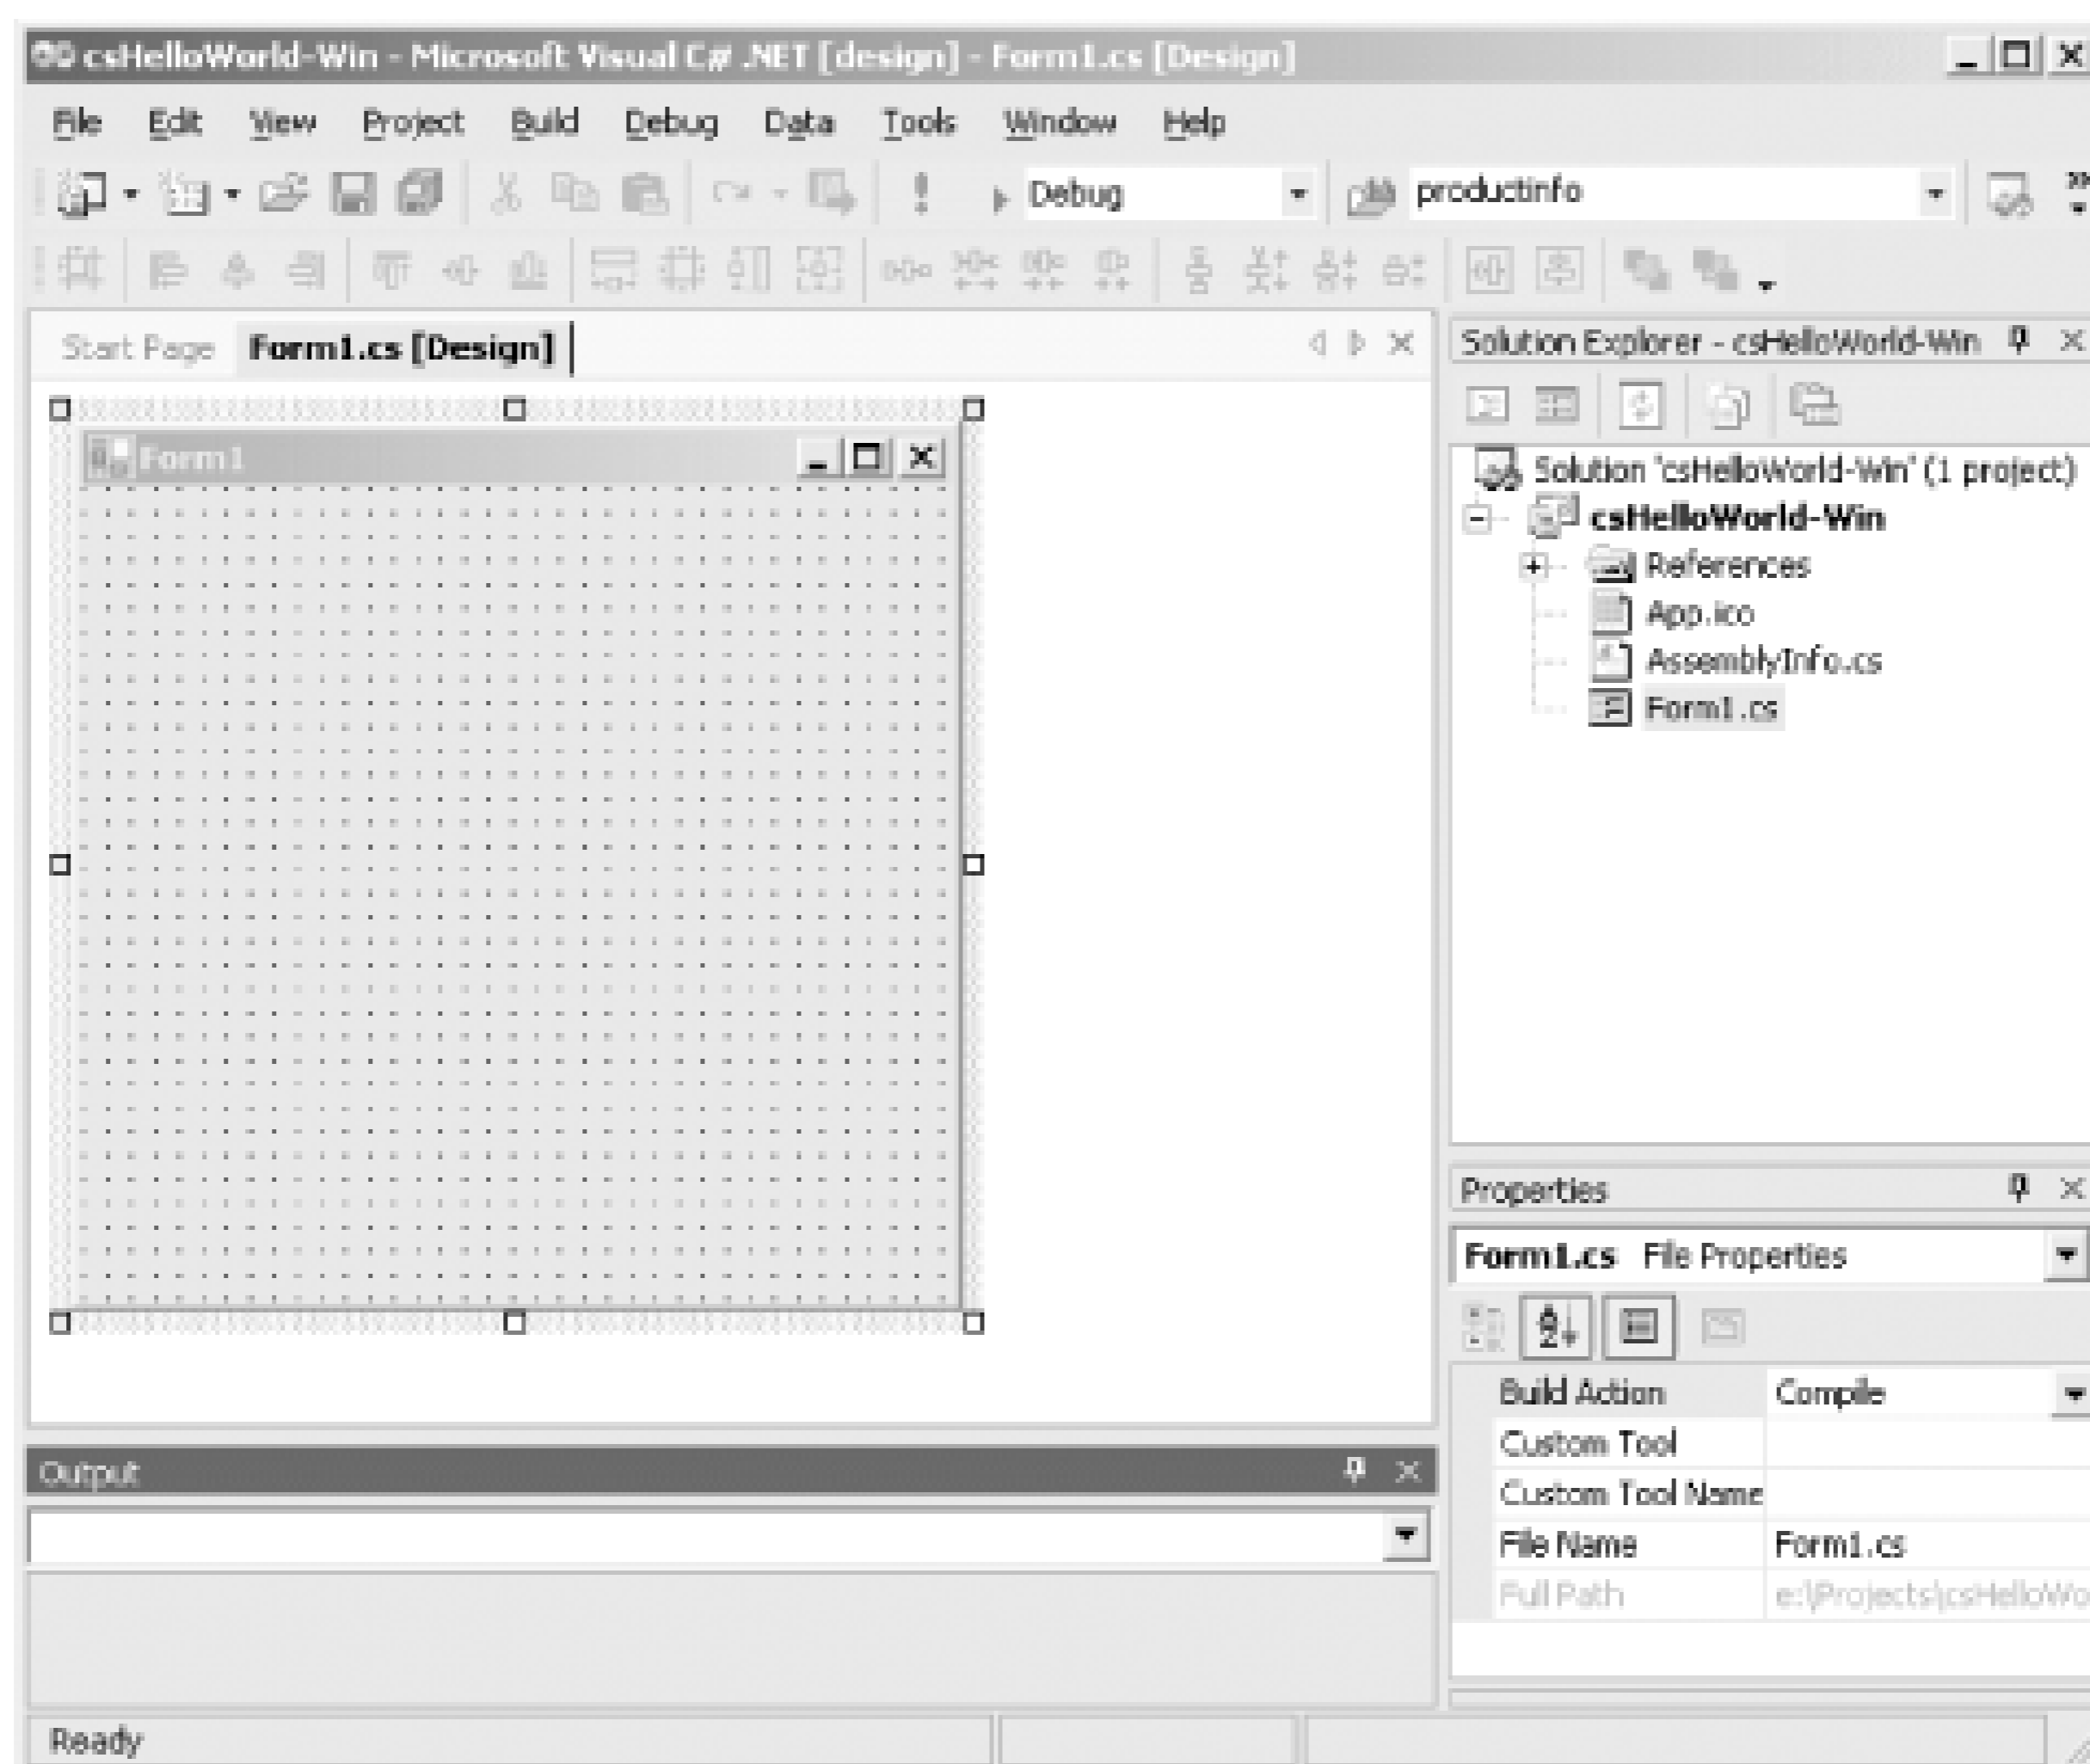 csHelloWorld-Win - Microsoft Visual C# .NET [design] - Form1.cs [Design]
File Edit View Project Build Debug Data Tools Window Help
Debug productinfo
Start Page Form1.cs [Design]
Form1
Solution Explorer - csHelloWorld-Win
Solution 'csHelloWorld-Win' (1 project)
csHelloWorld-Win
References
App.ico
AssemblyInfo.cs
Form1.cs
Properties
Form1.cs File Properties
Build Action Compile
Custom Tool
Custom Tool Name
File Name Form1.cs
Full Path e:\Projects\csHelloWo
Output
Ready